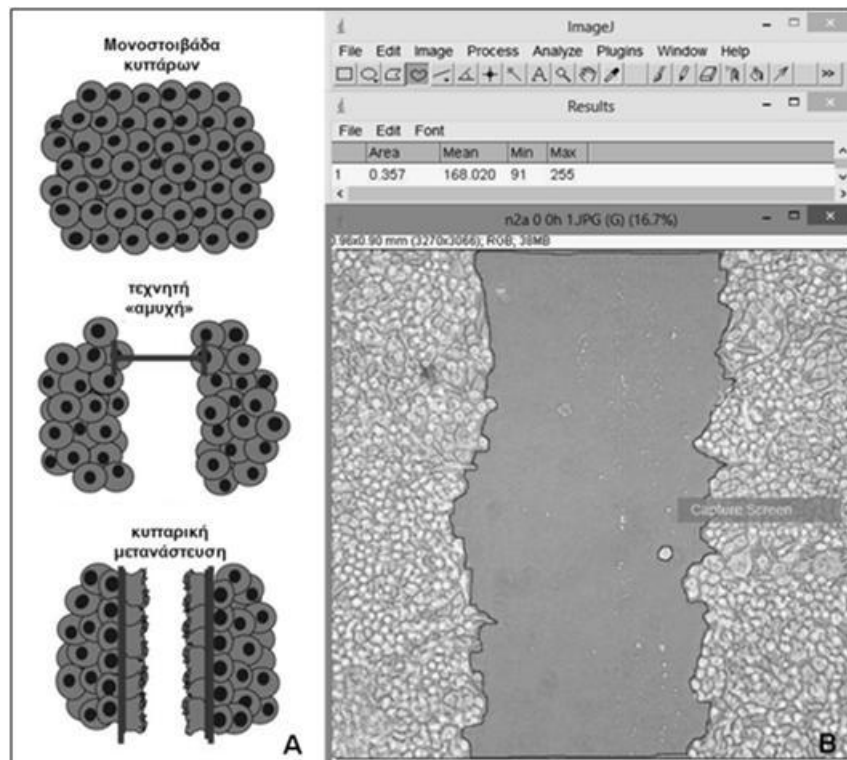 Μονοστοιβάδα
κυττάρων
τεχνητή
«αμυχή»
κυτταρική
μετανάστευση
A
ImageJ
File Edit Image Process Analyze Plugins Window Help
A >>
Results
File Edit Font
Area Mean Min Max
1 0.357 168.020 91 255
n2a 0 0h 1.JPG (G) (16.7%)
0.96x0.90 mm (3270x3066); RGB; 38MB
Capture Screen
B